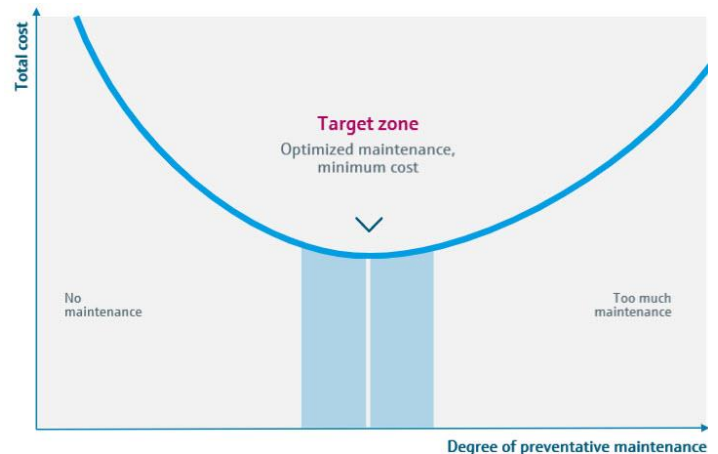 Total cost
Target zone
Optimized maintenance,
minimum cost
No
maintenance
Too much
maintenance
Degree of preventative maintenance